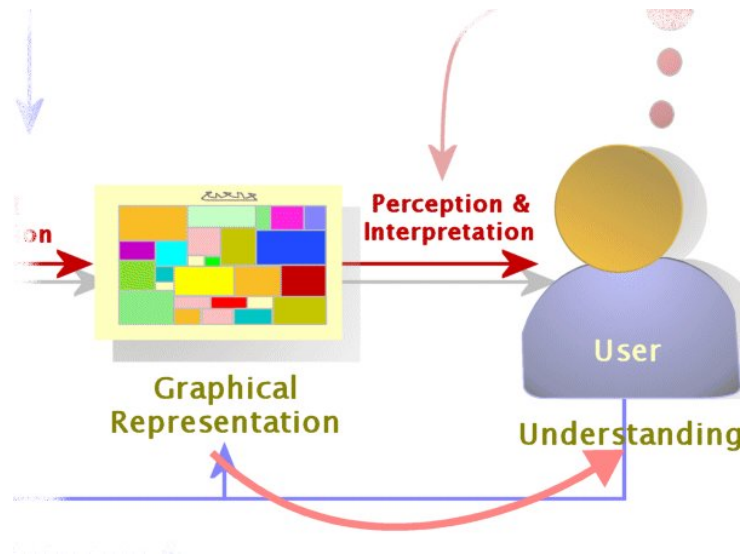 Perception &
Interpretation
on
User
Graphical
Representation
Understanding